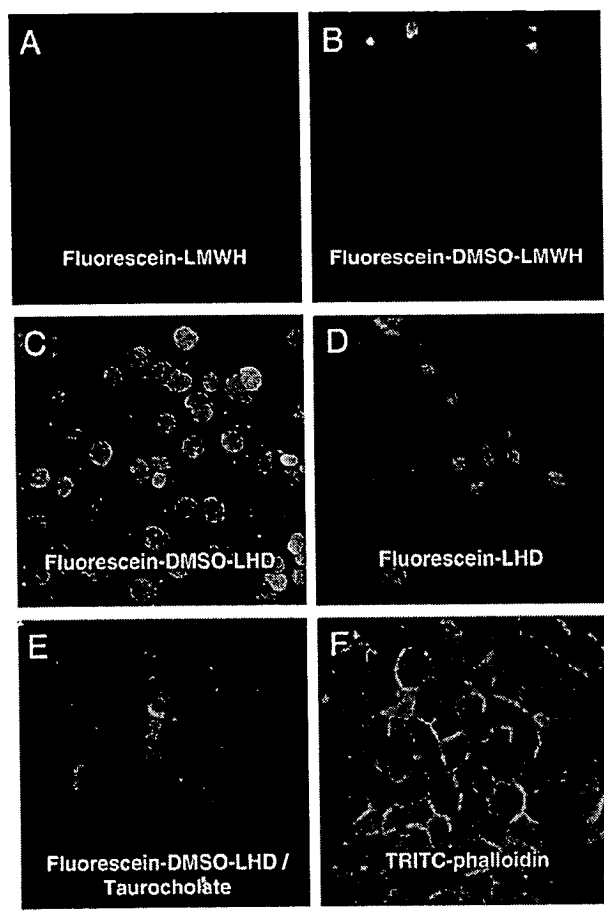 A
Fluorescein-LMWH
B
Fluorescein-DMSO-LMWH
C
Fluorescein-DMSO-LHD
D
Fluorescein-LHD
E
Fluorescein-DMSO-LHD /
Taurocholate
F
TRITC-phalloidin